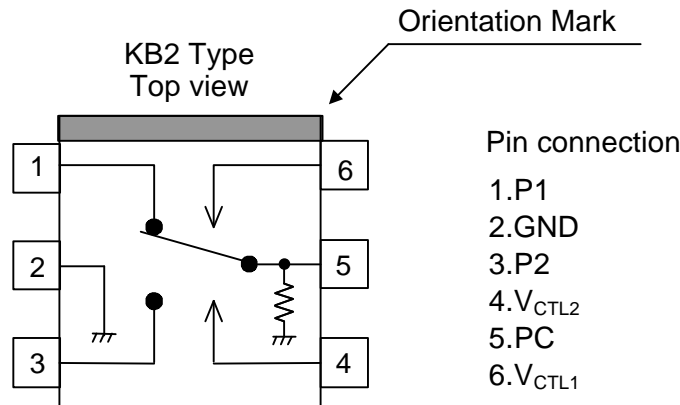 Orientation Mark
KB2 Type
Top view
1
6
2
5
3
4
Pin connection
1.P1
2.GND
3.P2
4.VCTL2
5.PC
6.VCTL1